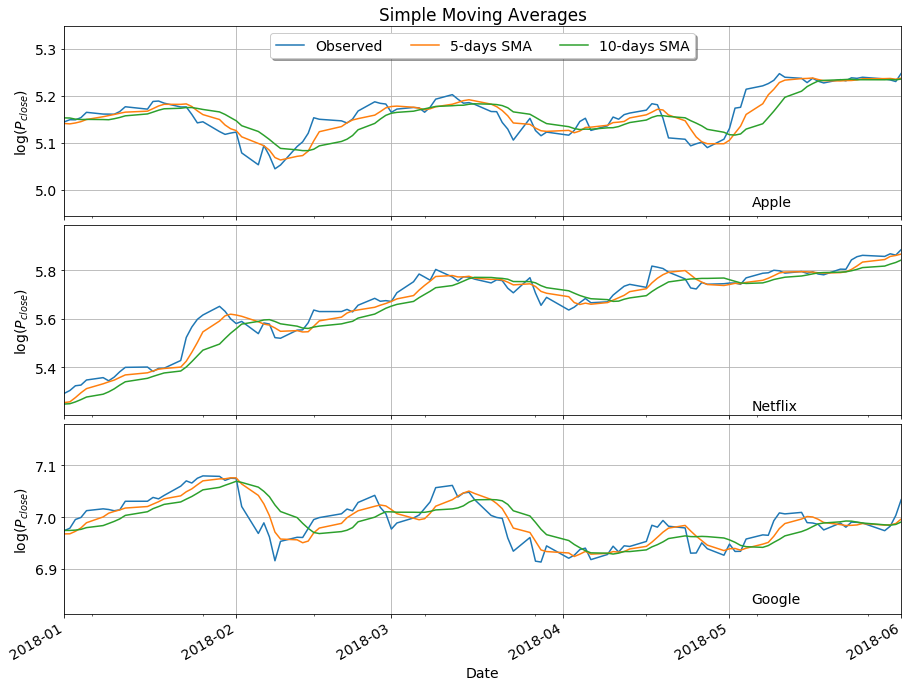 Simple Moving Averages
Observed 5-days SMA 10-days SMA
5.3
5.2
5.1
5.0
log(P_close)
Apple
5.8
5.6
5.4
log(P_close)
Netflix
7.1
7.0
6.9
log(P_close)
Google
2018-01 2018-02 2018-03 2018-04 2018-05 2018-06
Date